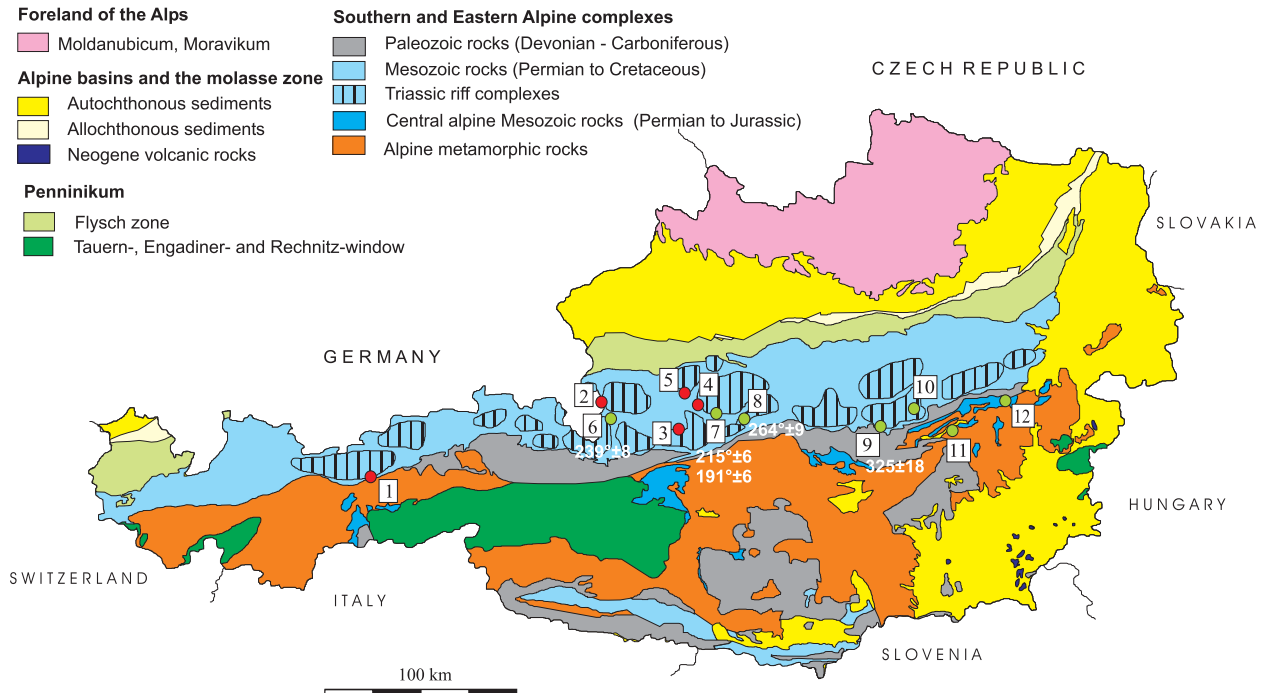 Foreland of the Alps
Moldanubicum, Moravikum
Alpine basins and the molasse zone
Autochthonous sediments
Allochthonous sediments
Neogene volcanic rocks
Penninikum
Flysch zone
Tauern-, Engadiner- and Rechnitz-window
Southern and Eastern Alpine complexes
Paleozoic rocks (Devonian - Carboniferous)
Mesozoic rocks (Permian to Cretaceous)
Triassic riff complexes
Central alpine Mesozoic rocks (Permian to Jurassic)
Alpine metamorphic rocks
CZECH REPUBLIC
SLOVAKIA
GERMANY
5
4
2
10
8
12
6
3
7
264°±9
9
11
239°±8
215°±6
325±18
191°±6
1
HUNGARY
SWITZERLAND
ITALY
SLOVENIA
100 km